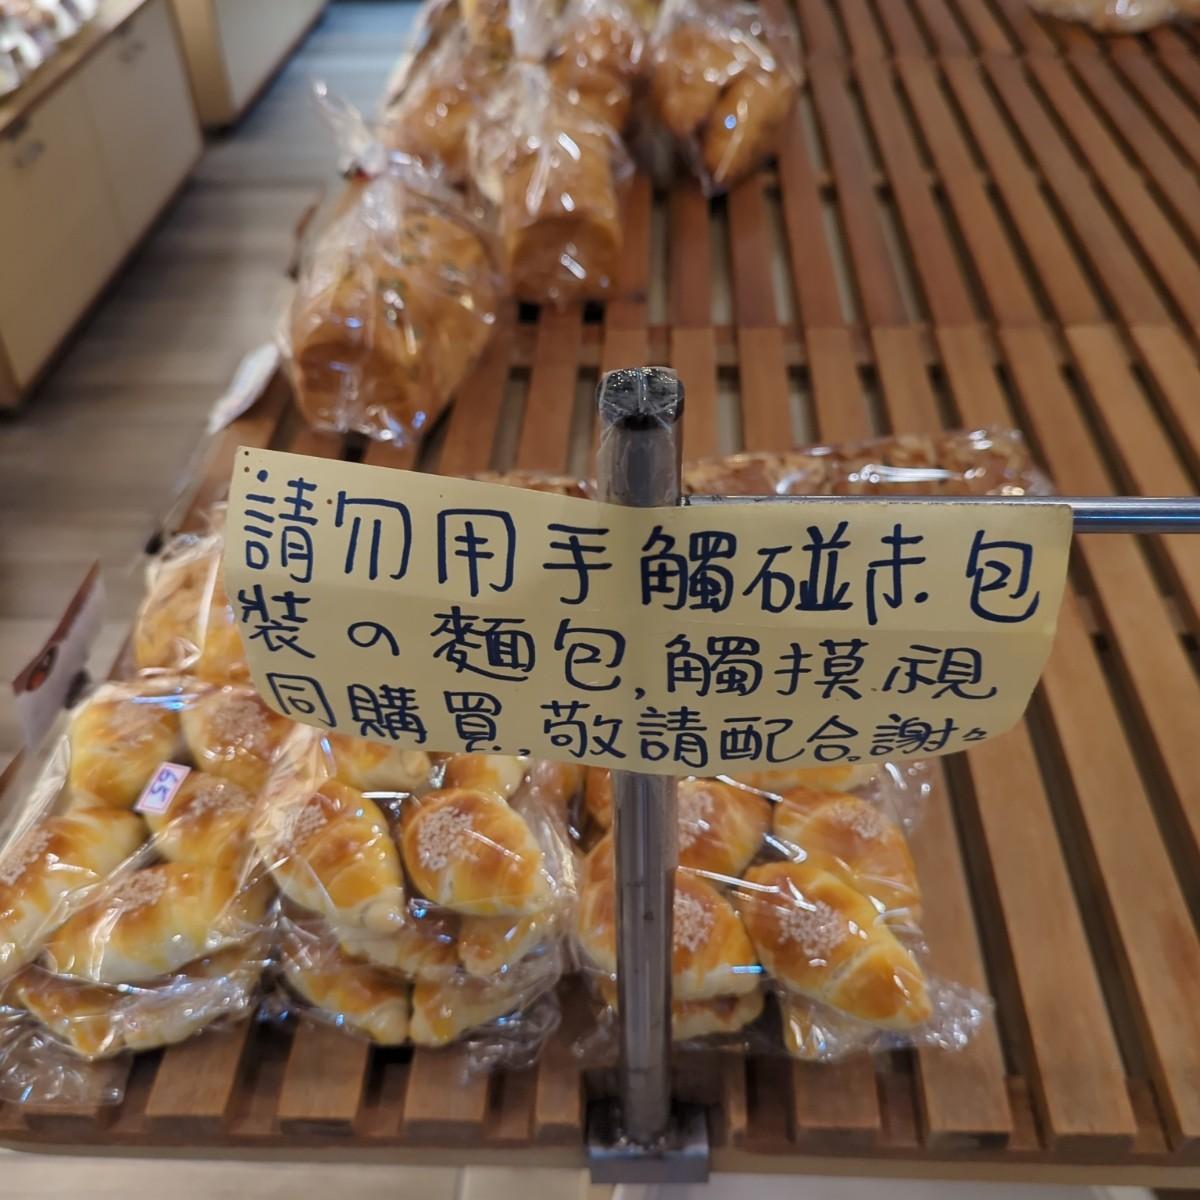 請勿用手觸碰未包
裝の麵包,觸摸視
同購買,敬請配合。謝々
65